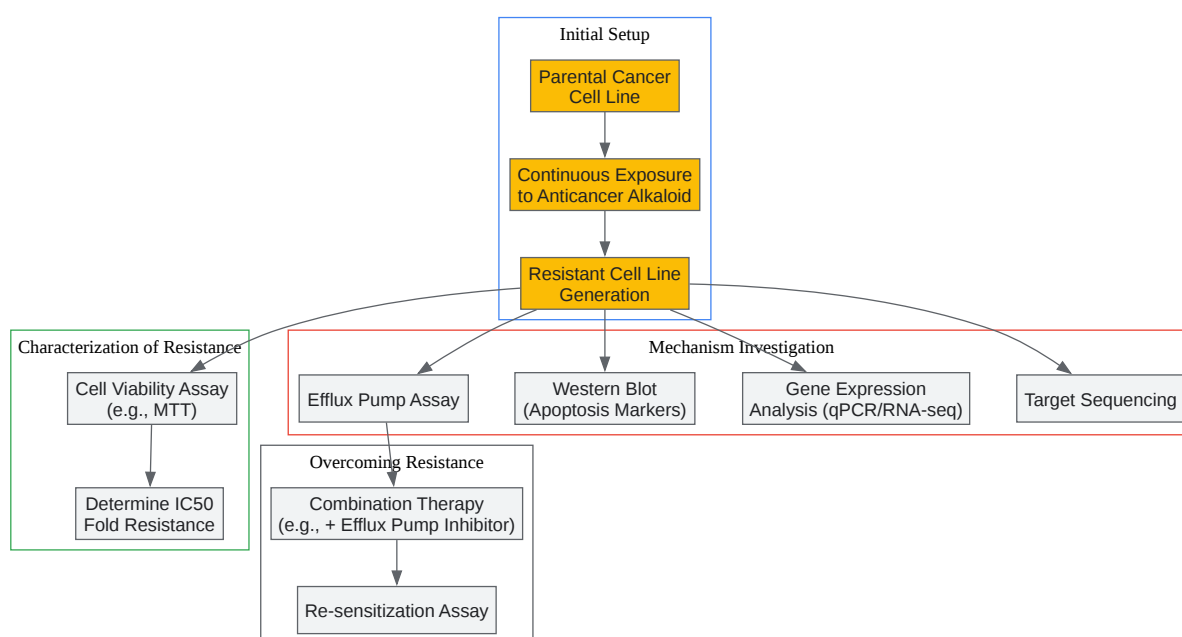 Initial Setup
Parental Cancer
Cell Line
Continuous Exposure
to Anticancer Alkaloid
Resistant Cell Line
Generation
Characterization of Resistance
Cell Viability Assay
(e.g., MTT)
Determine IC50
Fold Resistance
Mechanism Investigation
Efflux Pump Assay
Western Blot
(Apoptosis Markers)
Gene Expression
Analysis (qPCR/RNA-seq)
Target Sequencing
Overcoming Resistance
Combination Therapy
(e.g., + Efflux Pump Inhibitor)
Re-sensitization Assay